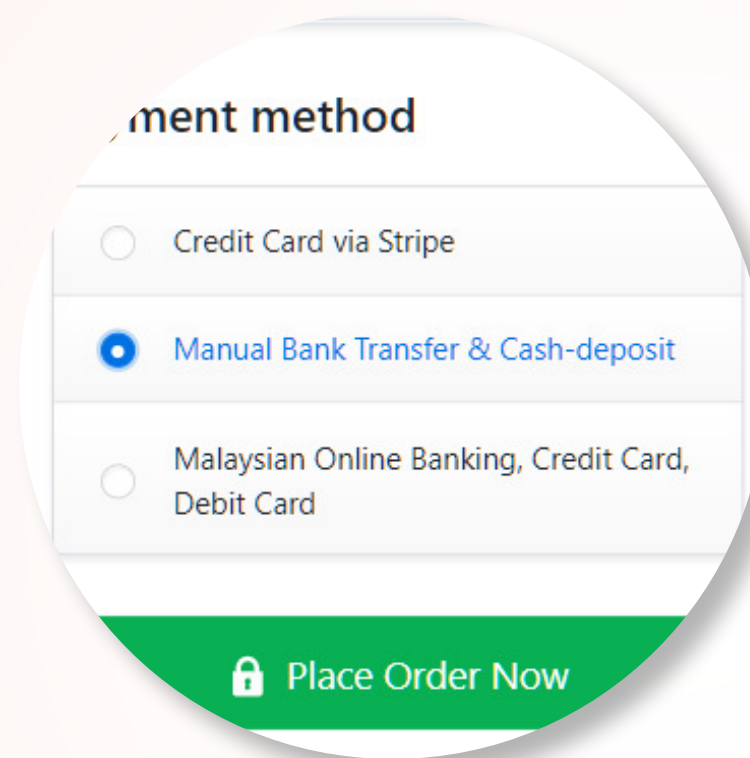 ment method
Credit Card via Stripe
Manual Bank Transfer & Cash-deposit
Malaysian Online Banking, Credit Card,
Debit Card
Place Order Now